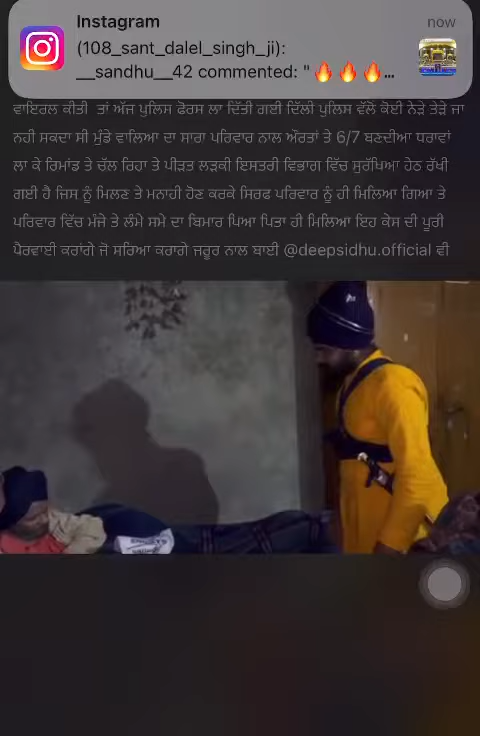 Instagram
now
(108_sant_dalel_singh_ji):
__sandhu__42 commented: "🔥🔥🔥...
ਵਾਇਰਲ ਕੀਤੀ ਤਾਂ ਅੱਜ ਪੁਲਿਸ ਫੋਰਸ ਲਾ ਦਿੱਤੀ ਗਈ ਦਿੱਲੀ ਪੁਲਿਸ ਵੱਲੋਂ ਕੋਈ ਨੇੜੇ ਤੇੜੇ ਜਾ
ਨਹੀ ਸਕਦਾ ਸੀ ਮੁੰਡੇ ਵਾਲਿਆ ਦਾ ਸਾਰਾ ਪਰਿਵਾਰ ਨਾਲ ਔਰਤਾਂ ਤੇ 6/7 ਬਣਦੀਆ ਧਰਾਵਾਂ
ਲਾ ਕੇ ਰਿਮਾਂਡ ਤੇ ਚੱਲ ਰਿਹਾ ਤੇ ਪੀੜਤ ਲੜਕੀ ਇਸਤਰੀ ਵਿਭਾਗ ਵਿੱਚ ਸੁਰੱਖਿਆ ਹੇਠ ਰੱਖੀ
ਗਈ ਹੈ ਜਿਸ ਨੂੰ ਮਿਲਣ ਤੇ ਮਨਾਹੀ ਹੋਣ ਕਰਕੇ ਸਿਰਫ ਪਰਿਵਾਰ ਨੂੰ ਹੀ ਮਿਲਿਆ ਗਿਆ ਤੇ
ਪਰਿਵਾਰ ਵਿੱਚ ਮੰਜੇ ਤੇ ਲੰਮੇ ਸਮੇ ਦਾ ਬਿਮਾਰ ਪਿਆ ਪਿਤਾ ਹੀ ਮਿਲਿਆ ਇਹ ਕੇਸ ਦੀ ਪੂਰੀ
ਪੈਰਵਾਈ ਕਰਾਂਗੇ ਜੋ ਸਰਿਆ ਕਰਾਗੇ ਜਰੂਰ ਨਾਲ ਬਾਈ @deepsidhu.official ਵੀ